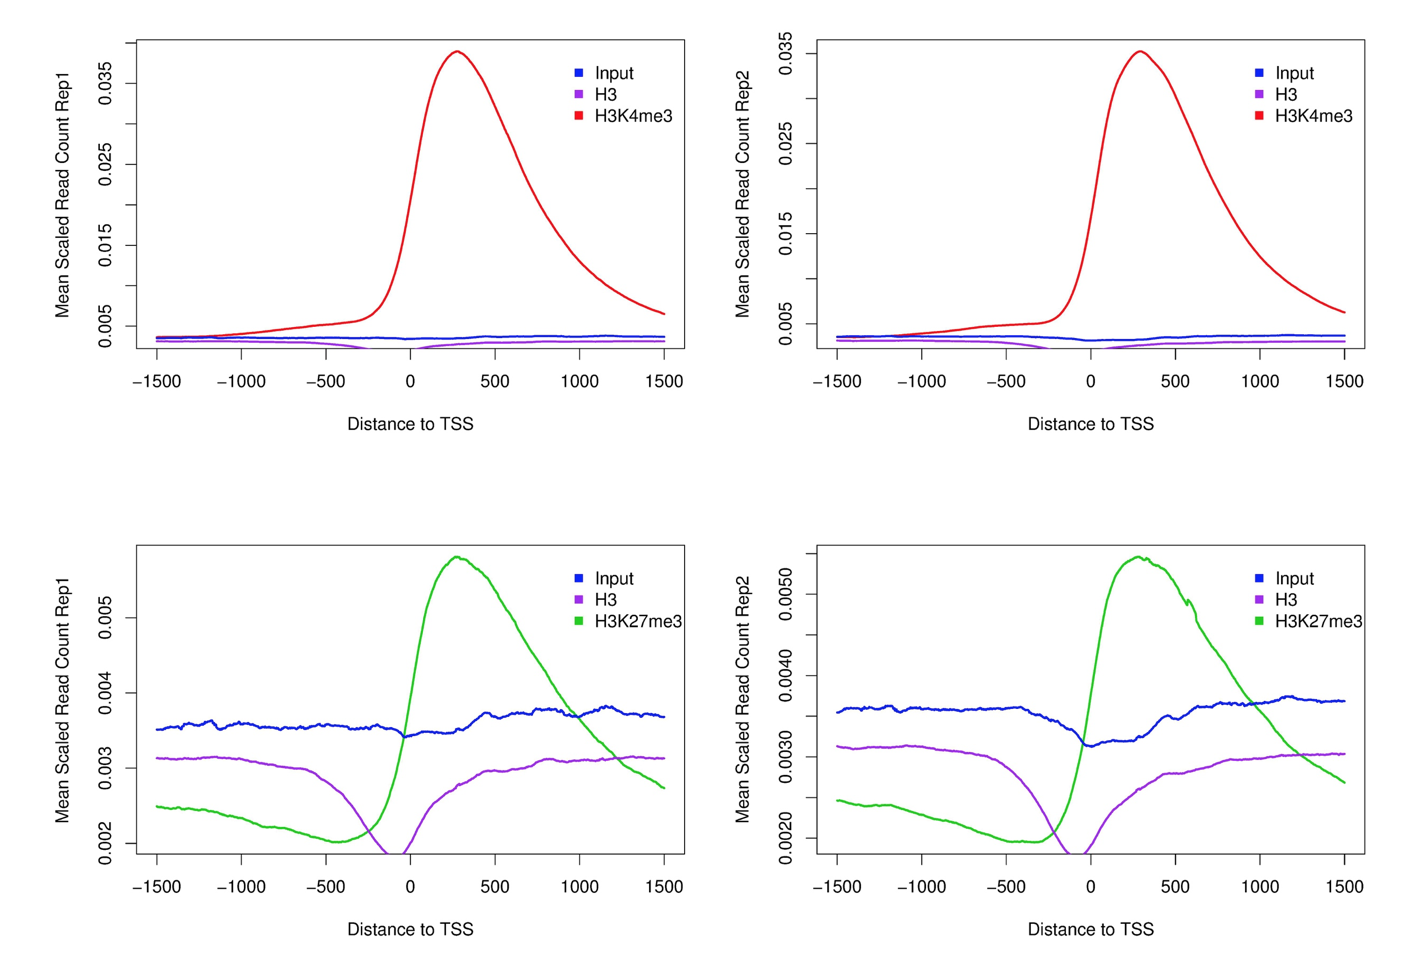 Mean Scaled Read Count Rep1
0.005 0.015 0.025 0.035
Input
H3
H3K4me3
−1500 −1000 −500 0 500 1000 1500
Distance to TSS
Mean Scaled Read Count Rep2
0.005 0.015 0.025 0.035
Input
H3
H3K4me3
−1500 −1000 −500 0 500 1000 1500
Distance to TSS
Mean Scaled Read Count Rep1
0.002 0.003 0.004 0.005
Input
H3
H3K27me3
−1500 −1000 −500 0 500 1000 1500
Distance to TSS
Mean Scaled Read Count Rep2
0.0020 0.0030 0.0040 0.0050
Input
H3
H3K27me3
−1500 −1000 −500 0 500 1000 1500
Distance to TSS